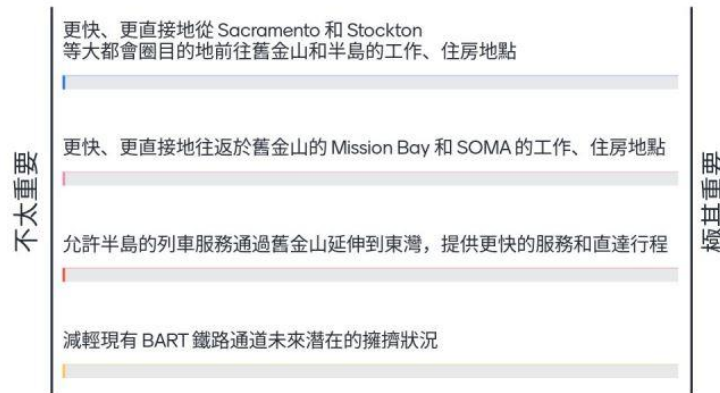 更快、更直接地從 Sacramento 和 Stockton
等大都會圈目的地前往舊金山和半島的工作、住房地點
更快、更直接地往返於舊金山的 Mission Bay 和 SOMA 的工作、住房地點
不太重要
極其重要
允許半島的列車服務通過舊金山延伸到東灣，提供更快的服務和直達行程
減輕現有 BART 鐵路通道未來潛在的擁擠狀況